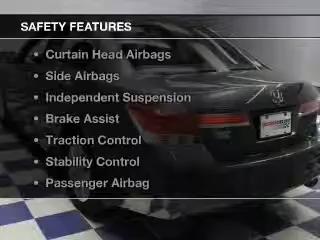 SAFETY FEATURES
• Curtain Head Airbags
• Side Airbags
• Independent Suspension
• Brake Assist
• Traction Control
• Stability Control
• Passenger Airbag